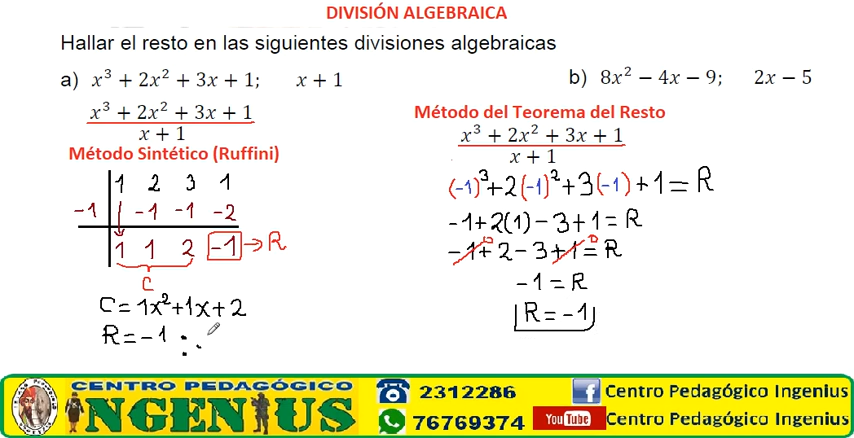 DIVISIÓN ALGEBRAICA
Hallar el resto en las siguientes divisiones algebraicas
a) x³ + 2x² + 3x + 1;    x + 1
b) 8x² − 4x − 9;    2x − 5
x³ + 2x² + 3x + 1
x + 1
Método Sintético (Ruffini)
1 2 3 1
-1 -1 -1 -2
1 1 2 -1 → R
C
C = 1x² + 1x + 2
R = -1 ∴
Método del Teorema del Resto
x³ + 2x² + 3x + 1
x + 1
(-1)³ + 2(-1)² + 3(-1) + 1 = R
-1 + 2(1) - 3 + 1 = R
-1 + 2 - 3 + 1 = R
0 0
-1 = R
R = -1
CENTRO PEDAGÓGICO
INGENIUS
2312286
76769374
f Centro Pedagógico Ingenius
YouTube Centro Pedagógico Ingenius